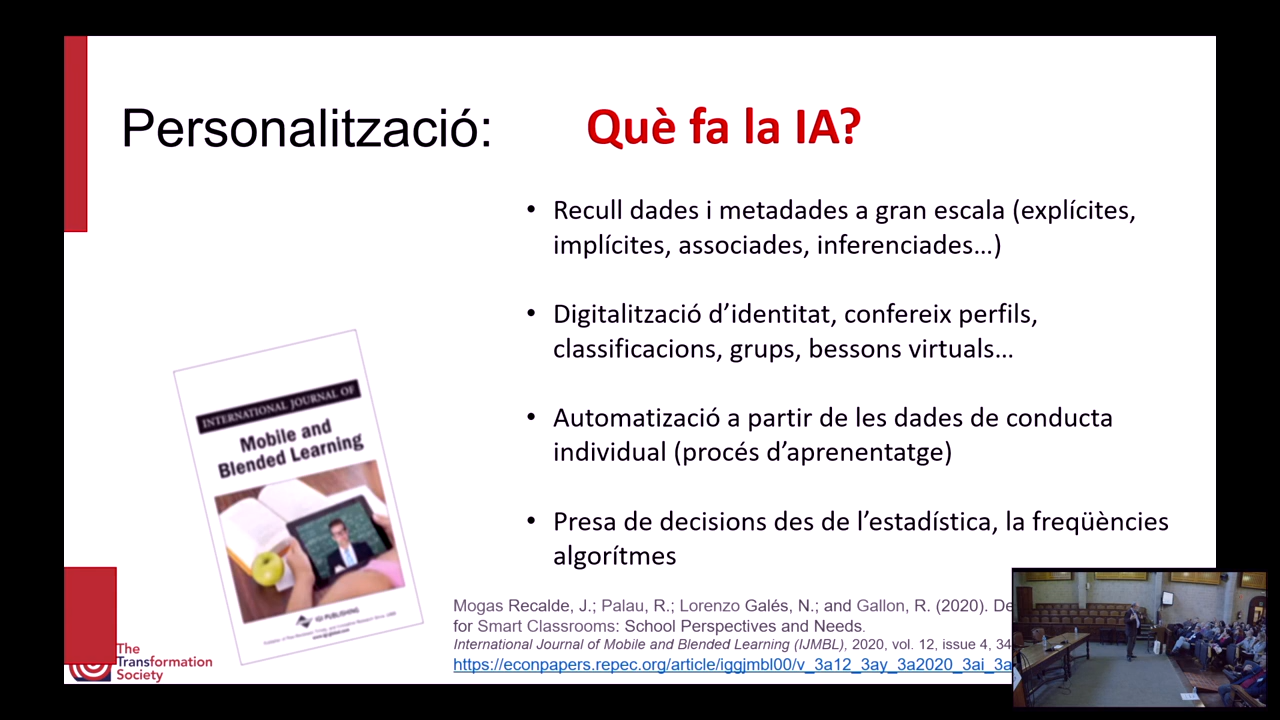 Personalització: Què fa la IA?
• Recull dades i metadades a gran escala (explícites,
implícites, associades, inferenciades...)
• Digitalització d’identitat, confereix perfils,
classificacions, grups, bessons virtuals...
• Automatizació a partir de les dades de conducta
individual (procés d’aprenentatge)
• Presa de decisions des de l’estadística, la freqüències
algorítmes
INTERNATIONAL JOURNAL OF
Mobile and
Blended Learning
IGI PUBLISHING
Mogas Recalde, J.; Palau, R.; Lorenzo Galés, N.; and Gallon, R. (2020). De
for Smart Classrooms: School Perspectives and Needs.
International Journal of Mobile and Blended Learning (IJMBL), 2020, vol. 12, issue 4, 34
https://econpapers.repec.org/article/iggjmbl00/v_3a12_3ay_3a2020_3ai_3a
The
Transformation
Society